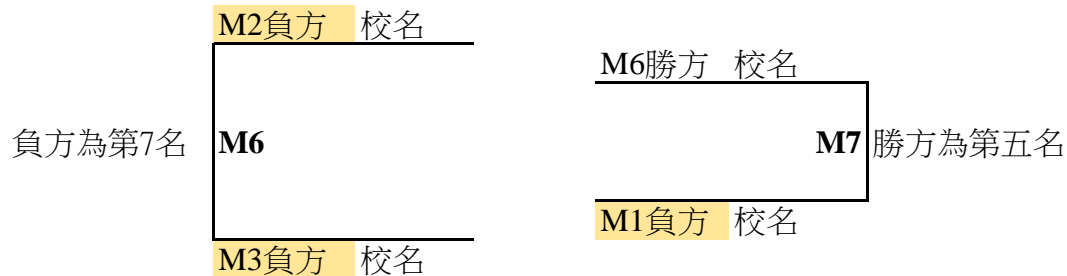 M2負方 校名
M6勝方 校名
負方為第7名 M6
M7 勝方為第五名
M1負方 校名
M3負方 校名